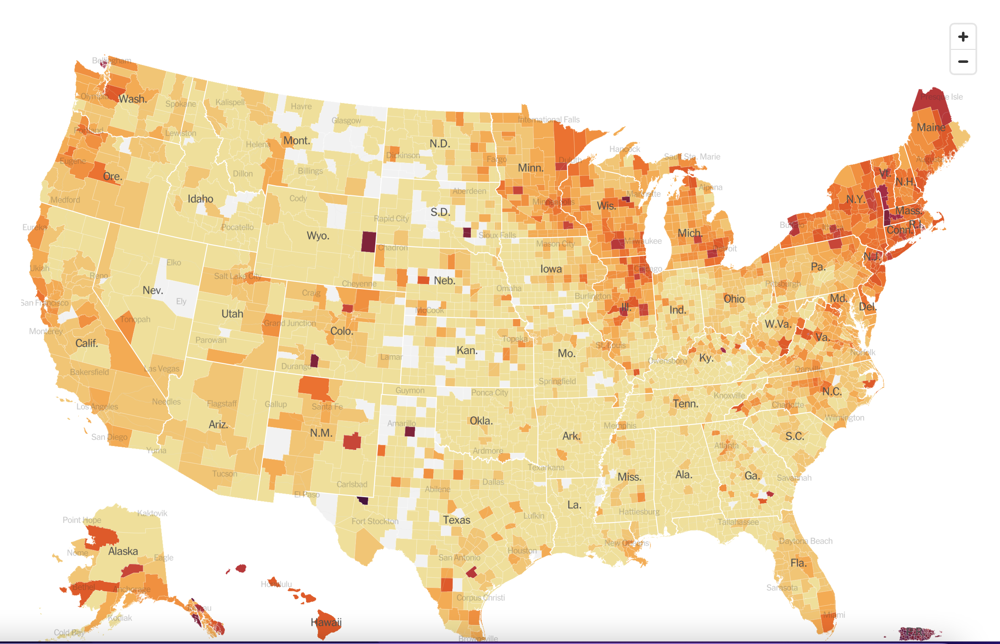 +
−
Bellingham
Olympia
Wash.
Spokane
Kalispell
Havre
Glasgow
Portland
Lewiston
Helena
Mont.
Dickinson
N.D.
Fargo
International Falls
Minn.
Duluth
Hancock
Sault Ste. Marie
Presque Isle
Maine
Augusta
Eugene
Ore.
Dillon
Billings
Medford
Idaho
Cody
Aberdeen
S.D.
Minneapolis
Wis.
Marinette
Alpena
Vt.
N.H.
N.Y.
Mass.
R.I.
Conn.
Buffalo
Ithaca
Eureka
Pocatello
Wyo.
Rapid City
Sioux Falls
Mason City
Milwaukee
Mich.
Detroit
Chadron
N.J.
Pa.
Ukiah
Elko
Reno
Salt Lake City
Cheyenne
Neb.
Omaha
Iowa
Chicago
Pittsburgh
Nev.
Ely
Craig
Burlington
San Francisco
Utah
McCook
Ill.
Ind.
Ohio
Md.
Del.
Tonopah
Grand Junction
Colo.
W.Va.
Va.
Monterey
Calif.
Parowan
Topeka
Kan.
Mo.
St. Louis
Norfolk
Las Vegas
Durango
Lamar
Owensboro
Ky.
Danville
Bakersfield
Springfield
Needles
Flagstaff
Gallup
Santa Fe
Guymon
Ponca City
Knoxville
N.C.
Tenn.
Charlotte
Los Angeles
Ariz.
N.M.
Amarillo
Okla.
Memphis
Wilmington
San Diego
Ark.
S.C.
Atlanta
Yuma
Ardmore
Tucson
Carlsbad
Texarkana
Dallas
Miss.
Ala.
Ga.
Savannah
Abilene
El Paso
La.
Hattiesburg
Kaktovik
Point Hope
Fort Stockton
Texas
Lufkin
Tallahassee
Nome
Alaska
Eagle
Houston
New Orleans
Daytona Beach
San Antonio
Fla.
Bethel
Anchorage
Honolulu
Sarasota
Corpus Christi
Juneau
Kodiak
Hawaii
Miami
Cold Bay
Brownsville
P.R.